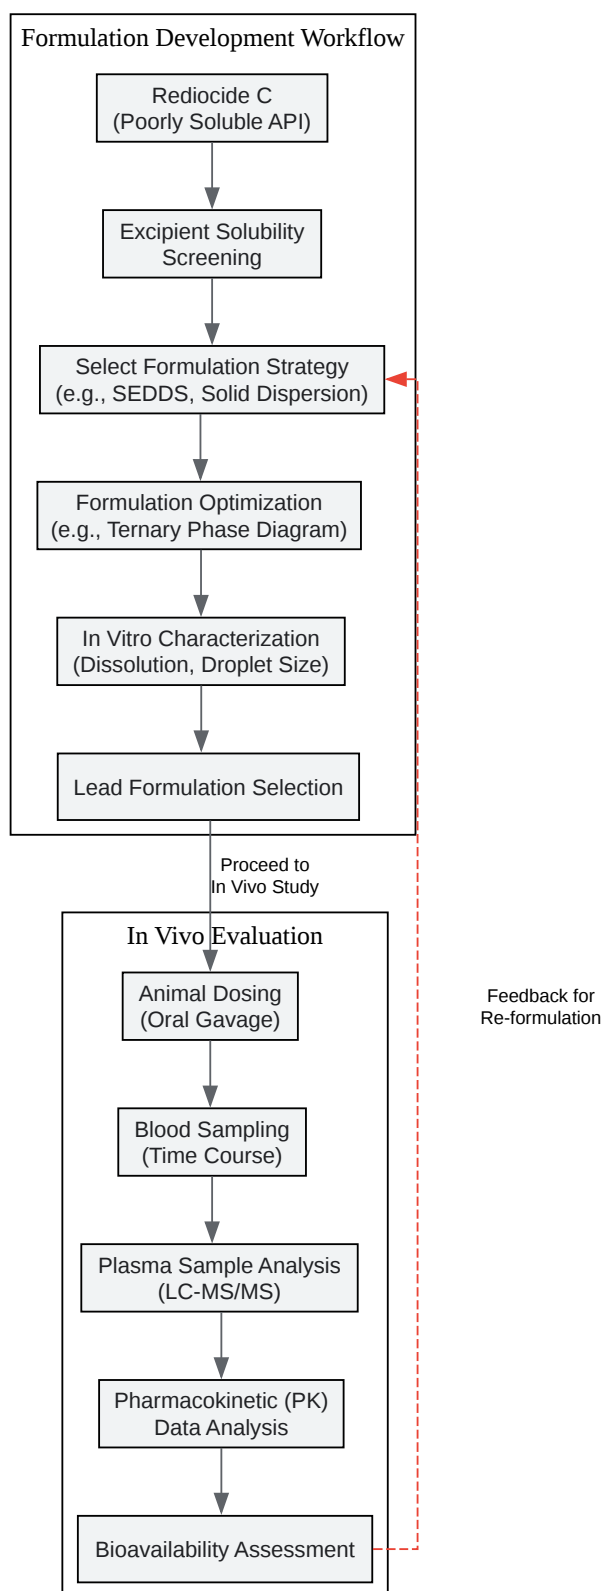 Formulation Development Workflow
Rediocide C
(Poorly Soluble API)
Excipient Solubility
Screening
Select Formulation Strategy
(e.g., SEDDS, Solid Dispersion)
Formulation Optimization
(e.g., Ternary Phase Diagram)
In Vitro Characterization
(Dissolution, Droplet Size)
Lead Formulation Selection
Proceed to
In Vivo Study
In Vivo Evaluation
Animal Dosing
(Oral Gavage)
Feedback for
Re-formulation
Blood Sampling
(Time Course)
Plasma Sample Analysis
(LC-MS/MS)
Pharmacokinetic (PK)
Data Analysis
Bioavailability Assessment